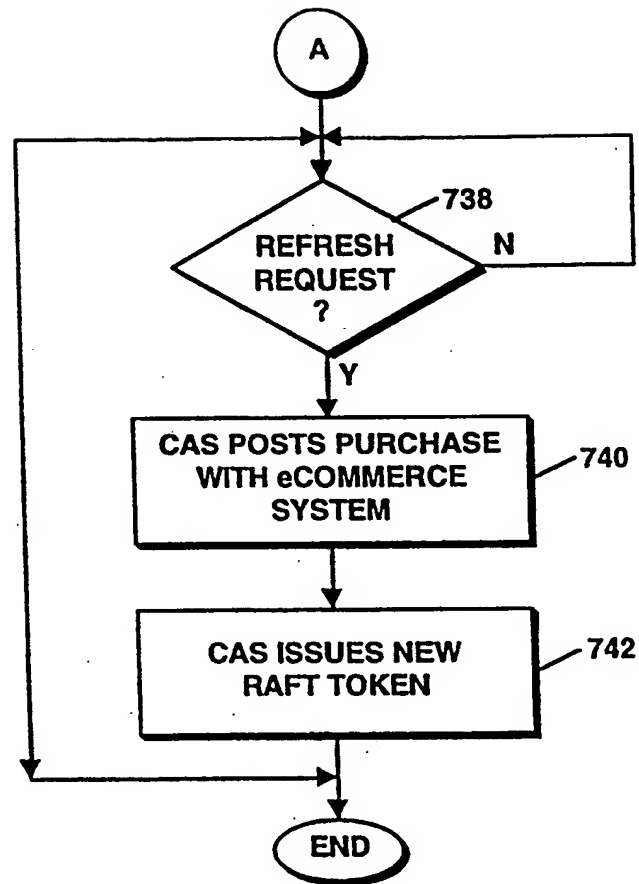 A
738
REFRESH
REQUEST
?
N
Y
CAS POSTS PURCHASE
WITH eCOMMERCE
SYSTEM
740
CAS ISSUES NEW
RAFT TOKEN
742
END